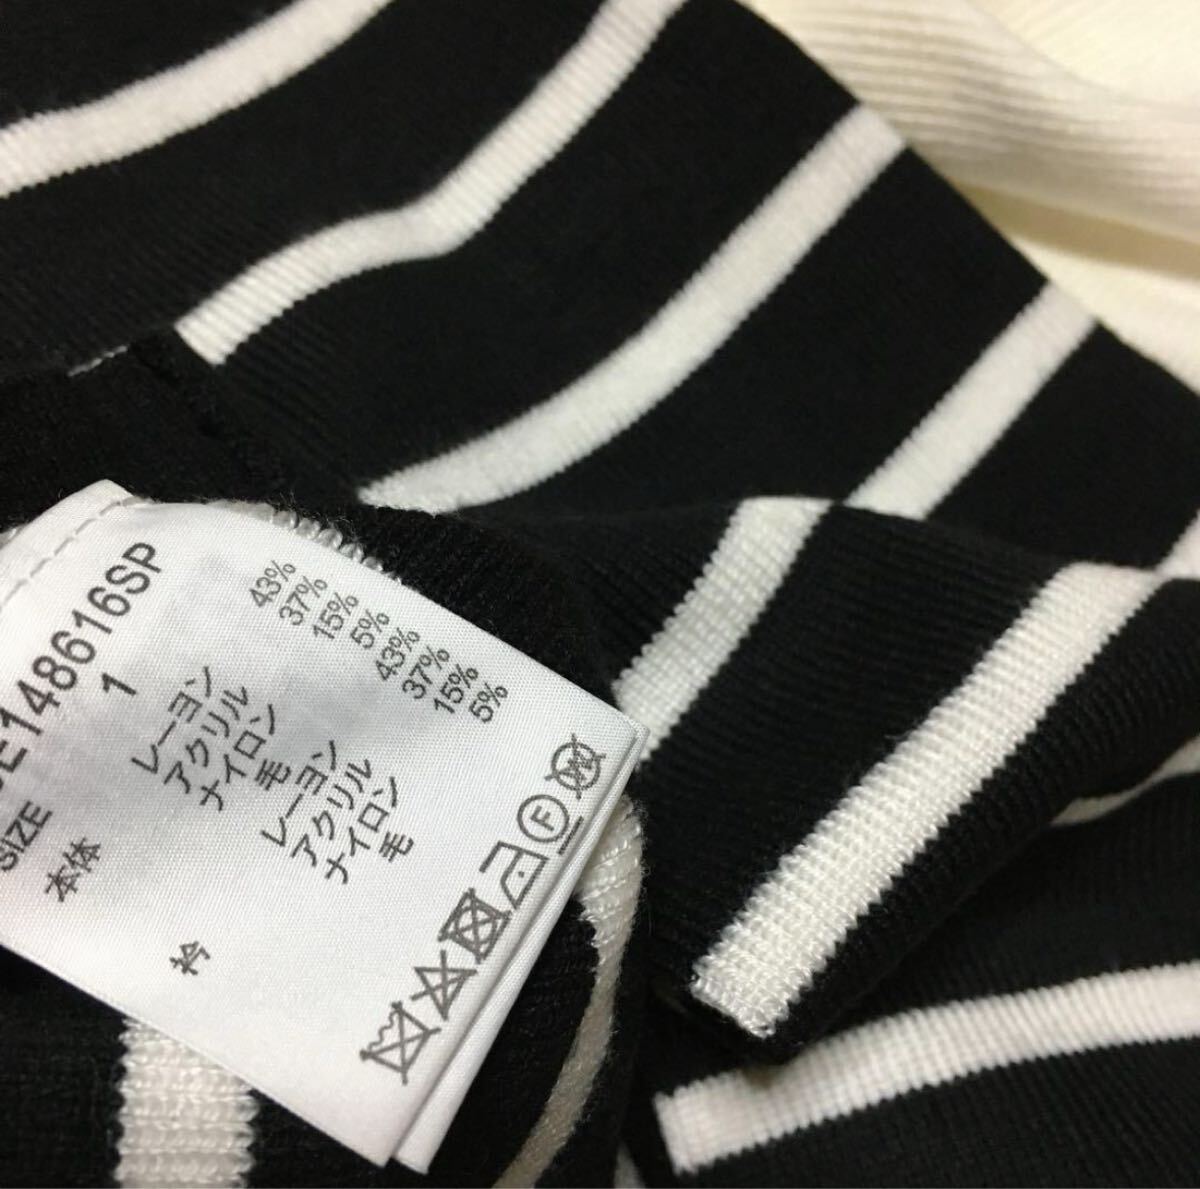 E148616SP
SIZE 1
本体 レーヨン 43%
アクリル 37%
ナイロン 15%
毛 5%
衿 レーヨン 43%
アクリル 37%
ナイロン 15%
毛 5%
F